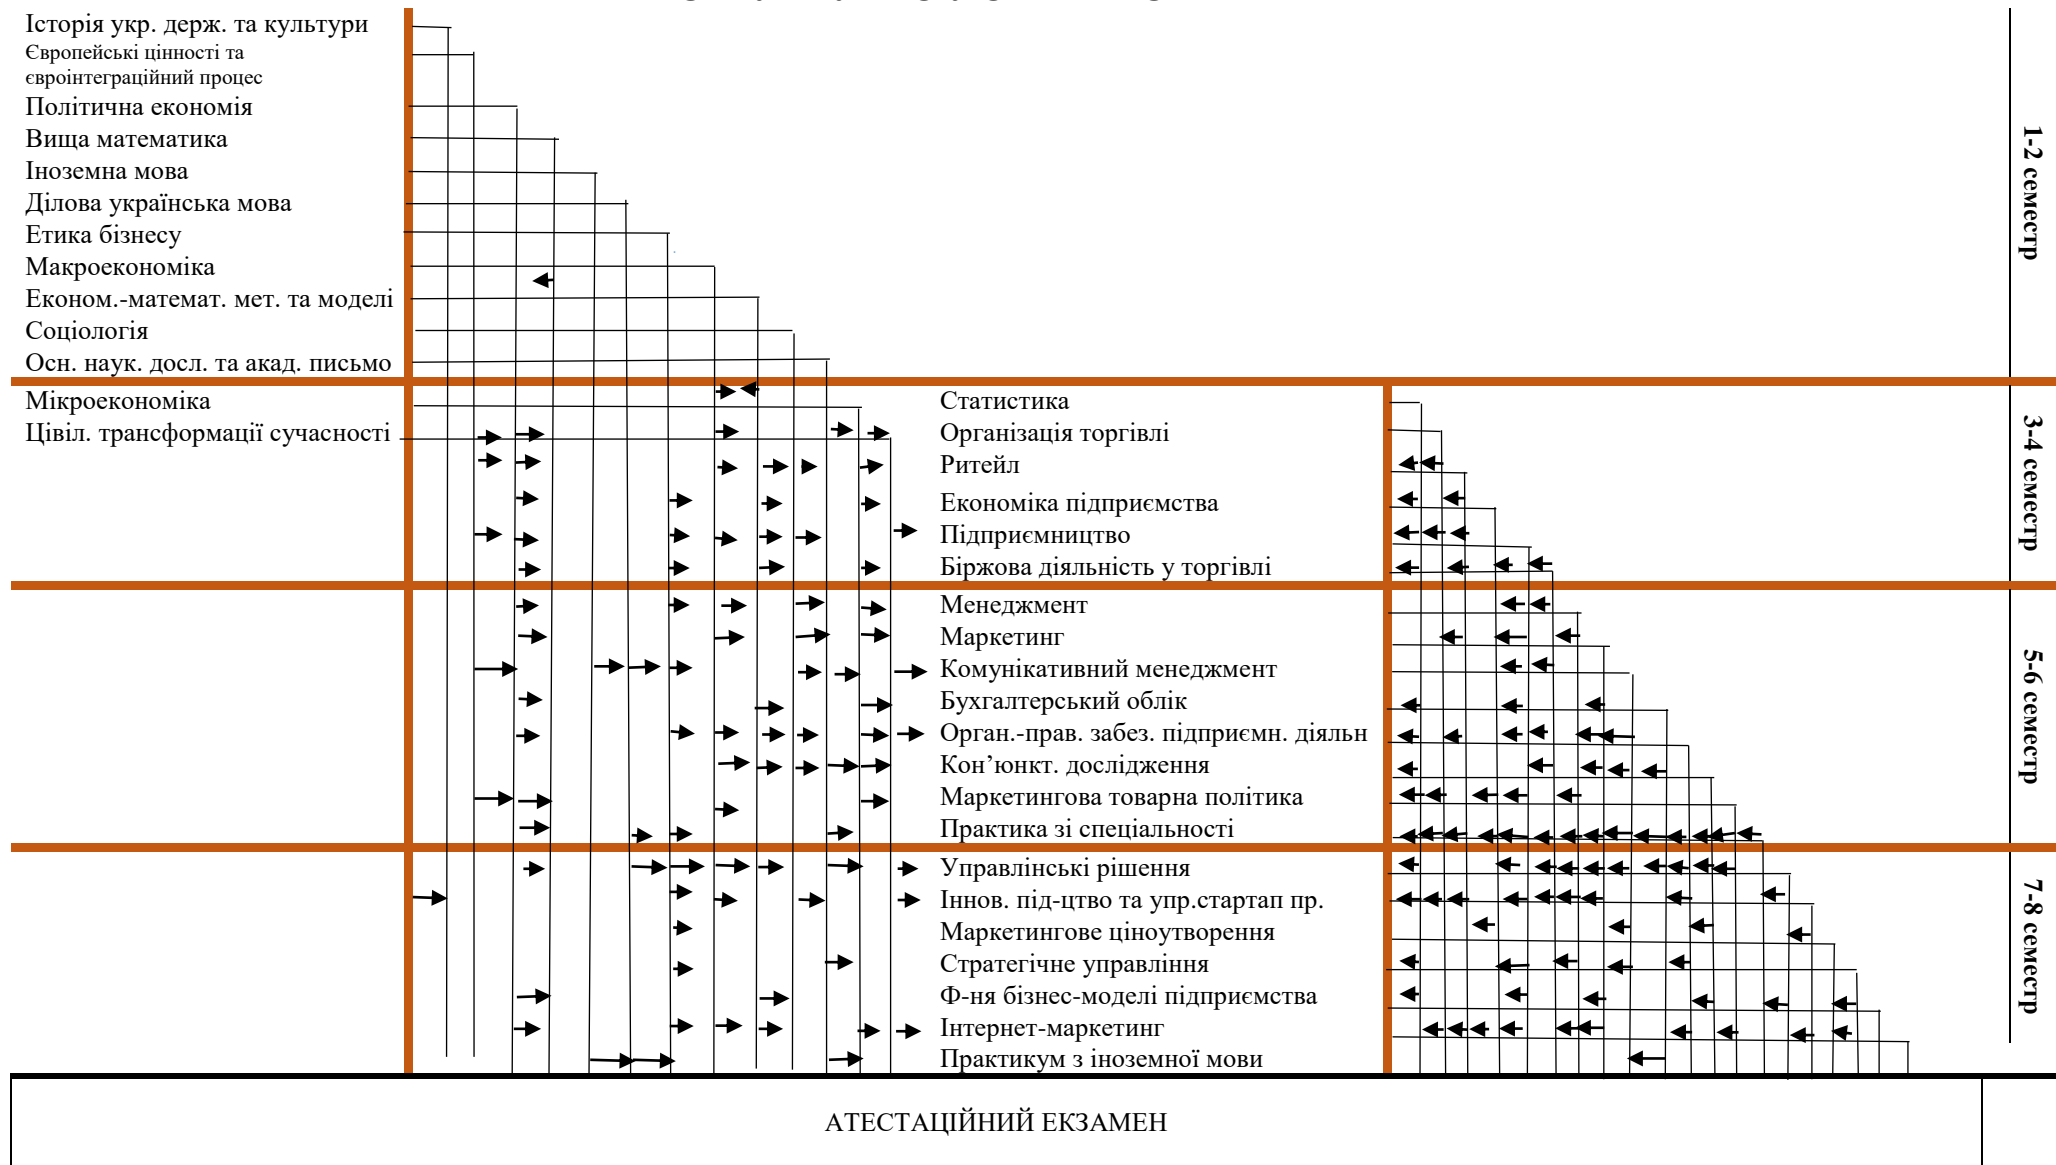 Історія укр. держ. та культури
Європейські цінності та
євроінтеграційний процес
Політична економія
Вища математика
Іноземна мова
Ділова українська мова
Етика бізнесу
Макроекономіка
Економ.-математ. мет. та моделі
Соціологія
Осн. наук. досл. та акад. письмо
1-2 семестр
Мікроекономіка
Цівіл. трансформації сучасності
Статистика
Організація торгівлі
Ритейл
Економіка підприємства
Підприємництво
Біржова діяльність у торгівлі
3-4 семестр
Менеджмент
Маркетинг
Комунікативний менеджмент
Бухгалтерський облік
Орган.-прав. забез. підприємн. діяльн
Кон’юнкт. дослідження
Маркетингова товарна політика
Практика зі спеціальності
5-6 семестр
Управлінські рішення
Іннов. під-цтво та упр.стартап пр.
Маркетингове ціноутворення
Стратегічне управління
Ф-ня бізнес-моделі підприємства
Інтернет-маркетинг
Практикум з іноземної мови
7-8 семестр
АТЕСТАЦІЙНИЙ ЕКЗАМЕН